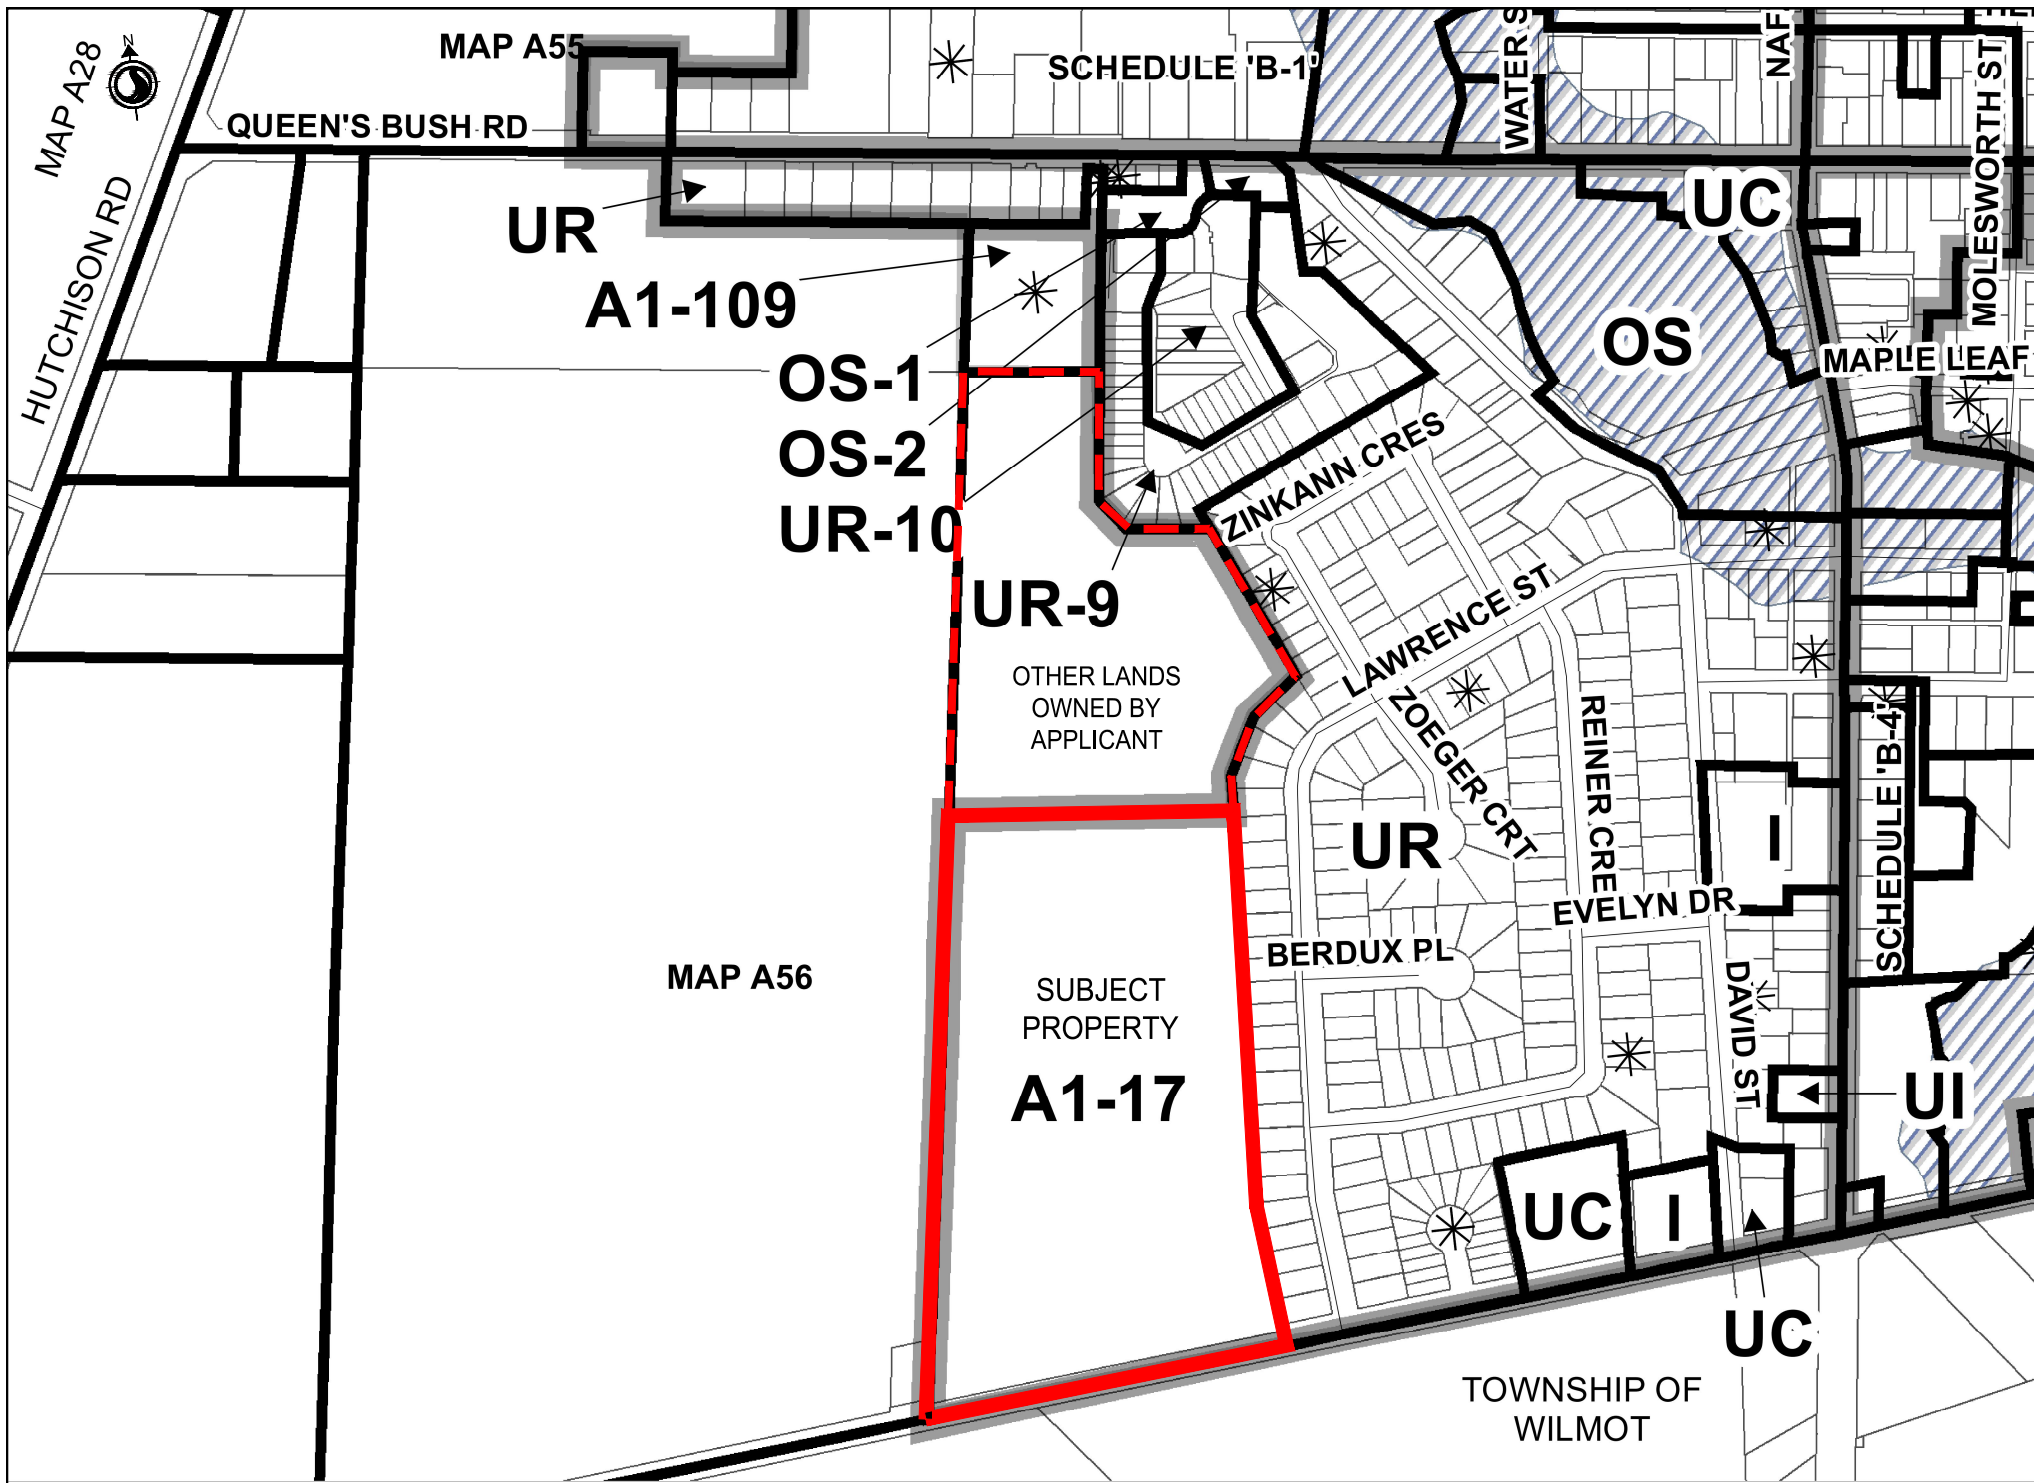 MAP A28
N
MAP A55
SCHEDULE 'B-1'
WATER S
NAF
MOLESWORTH ST
QUEEN'S BUSH RD
HUTCHISON RD
UR
A1-109
OS-1
OS-2
UR-10
UR-9
UC
OS
MAPLE LEAF
ZINKANN CRES
LAWRENCE ST
ZOEGER CRT
REINER CRE
OTHER LANDS
OWNED BY
APPLICANT
UR
I
SCHEDULE 'B-4'
EVELYN DR
BERDUX PL
DAVID ST
MAP A56
SUBJECT
PROPERTY
A1-17
UI
UC
I
UC
TOWNSHIP OF
WILMOT